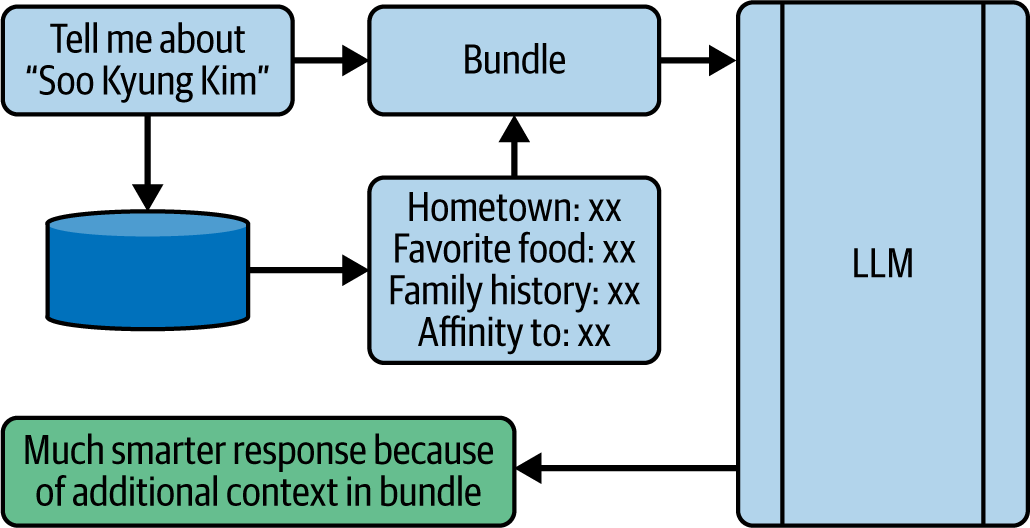 Tell me about
“Soo Kyung Kim”
Bundle
Hometown: xx
Favorite food: xx
Family history: xx
Affinity to: xx
LLM
Much smarter response because
of additional context in bundle